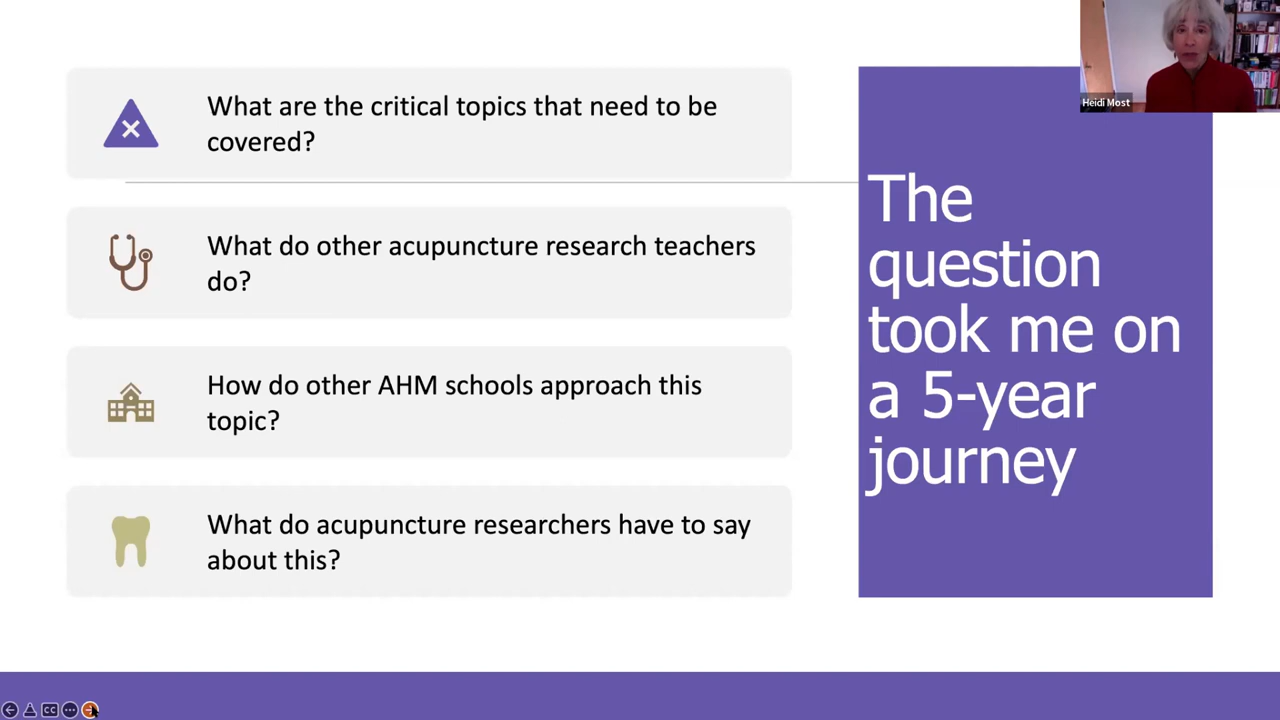 What are the critical topics that need to be
covered?
What do other acupuncture research teachers
do?
How do other AHM schools approach this
topic?
What do acupuncture researchers have to say
about this?
The
question
took me on
a 5-year
journey
Heidi Most
CC